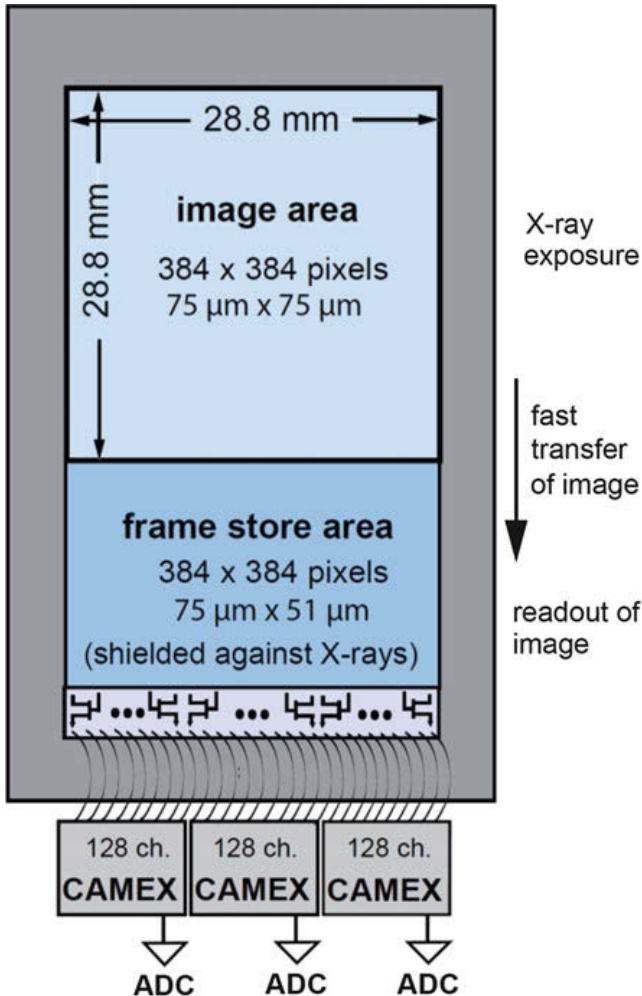 28.8 mm
28.8 mm
image area
384 x 384 pixels
75 µm x 75 µm
X-ray
exposure
fast
transfer
of image
frame store area
384 x 384 pixels
75 µm x 51 µm
(shielded against X-rays)
readout of
image
128 ch.
CAMEX
128 ch.
CAMEX
128 ch.
CAMEX
ADC
ADC
ADC